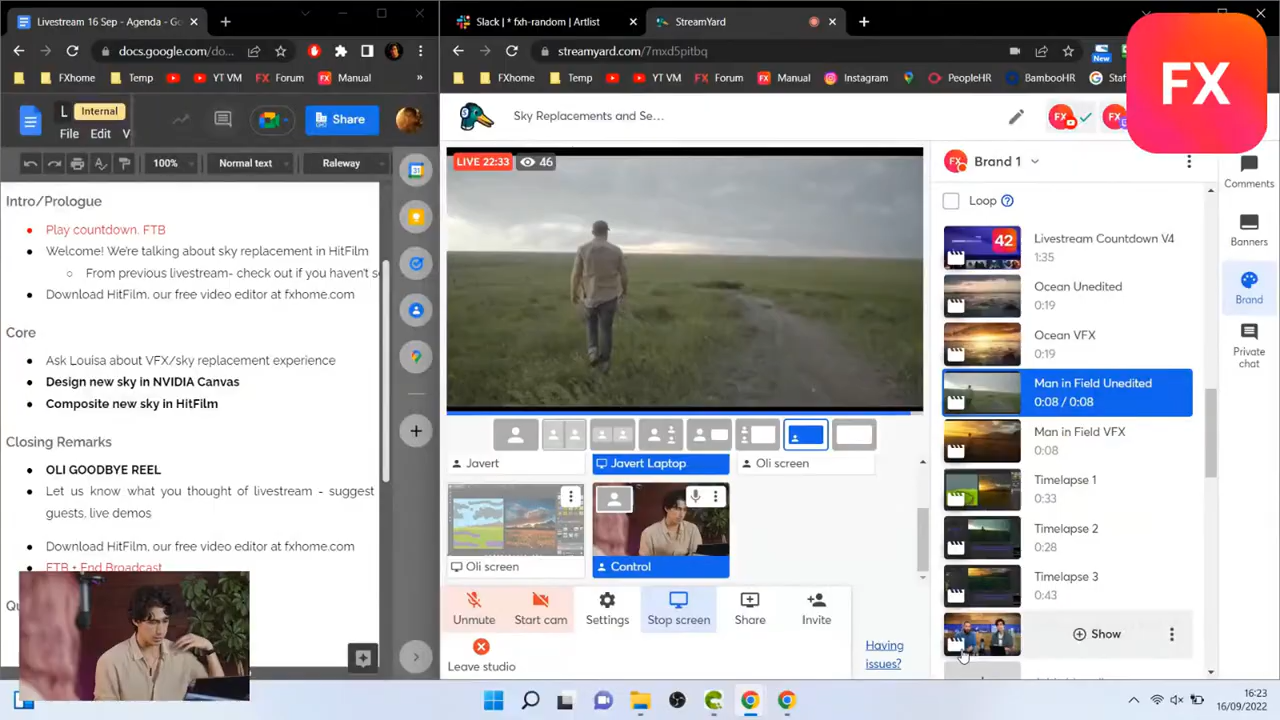 Livestream 16 Sep - Agenda - Go
Slack | * fxh-random | Artlist
StreamYard
docs.google.com/do...
streamyard.com/7mxd5pitbq
New
FXhome
Temp
YT VM
Forum
Manual
»
FXhome
Temp
YT VM
Forum
Manual
Instagram
PeopleHR
BambooHR
Staf
FX
L
Internal
File Edit V
Share
Sky Replacements and Se...
100%
Normal text
Raleway
LIVE 22:33
46
Brand 1
Comments
Loop
Intro/Prologue
Play countdown. FTB
Welcome! We're talking about sky replacement in HitFilm
From previous livestream- check out if you haven't s
Download HitFilm, our free video editor at fxhome.com
Core
Ask Louisa about VFX/sky replacement experience
Design new sky in NVIDIA Canvas
Composite new sky in HitFilm
Closing Remarks
OLI GOODBYE REEL
Let us know what you thought of livestream - suggest
guests, live demos
Download HitFilm, our free video editor at fxhome.com
FTB + End Broadcast
Javert
Javert Laptop
Oli screen
Oli screen
Control
Unmute
Start cam
Settings
Stop screen
Share
Invite
Leave studio
Having
issues?
42
Livestream Countdown V4
1:35
Ocean Unedited
0:19
Ocean VFX
0:19
Man in Field Unedited
0:08 / 0:08
Man in Field VFX
0:08
Timelapse 1
0:33
Timelapse 2
0:28
Timelapse 3
0:43
Show
Banners
Brand
Private
chat
16:23
16/09/2022